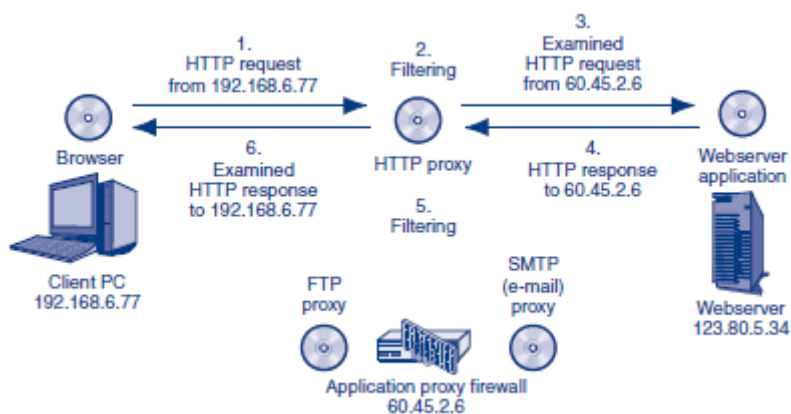 1.
HTTP request
from 192.168.6.77
2.
Filtering
3.
Examined
HTTP request
from 60.45.2.6
Browser
6.
Examined
HTTP response
to 192.168.6.77
HTTP proxy
4.
HTTP response
to 60.45.2.6
Webserver
application
5.
Filtering
Client PC
192.168.6.77
FTP
proxy
SMTP
(e-mail)
proxy
Webserver
123.80.5.34
Application proxy firewall
60.45.2.6